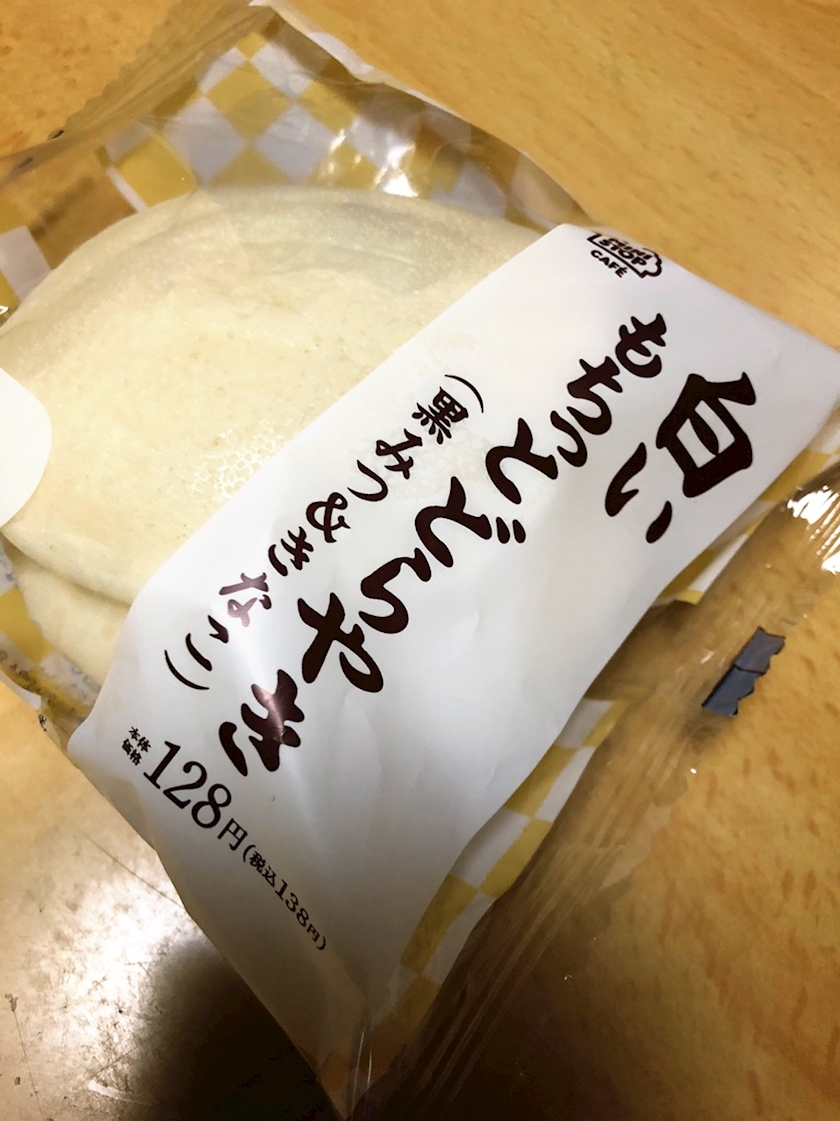 MINI
STOP
CAFÉ
白い
もちっと
どらやき
(黒みつ&きなこ)
本体
価格
128円(税込138円)